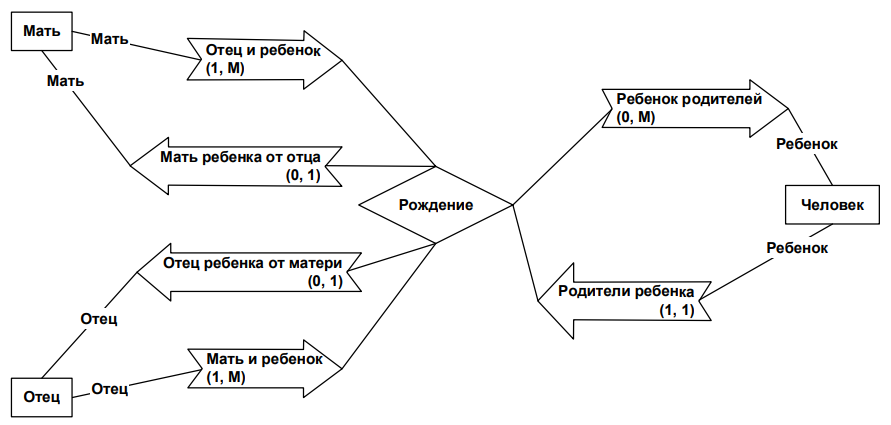 Мать
Мать
Отец и ребенок
(1, М)
Мать
Ребенок родителей
(0, М)
Ребенок
Мать ребенка от отца
(0, 1)
Рождение
Человек
Ребенок
Отец ребенка от матери
(0, 1)
Родители ребенка
(1, 1)
Отец
Мать и ребенок
(1, М)
Отец
Отец